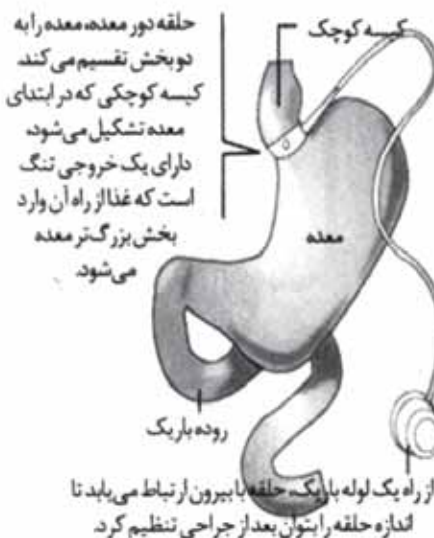 حلقه دور معده، معده را به
دو بخش تقسیم می‌کند.
کیسه کوچکی که در ابتدای
معده تشکیل می‌شود،
دارای یک خروجی تنگ
است که غذا از راه آن وارد
بخش بزرگ‌تر معده
می‌شود.
کیسه کوچک
معده
روده باریک
از راه یک لوله باریک، حلقه با بیرون ارتباط می‌یابد تا
اندازه حلقه را بتوان بعد از جراحی تنظیم کرد.